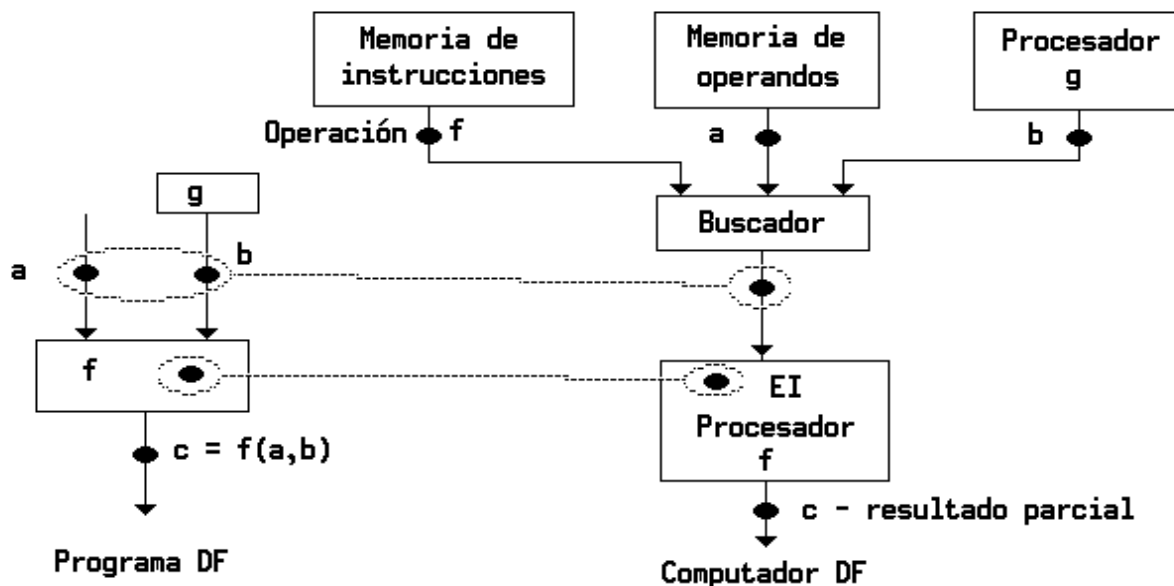 Memoria de
instrucciones
Memoria de
operandos
Procesador
g
Operación
f
a
b
g
Buscador
a
b
f
EI
Procesador
f
c = f(a,b)
c - resultado parcial
Programa DF
Computador DF